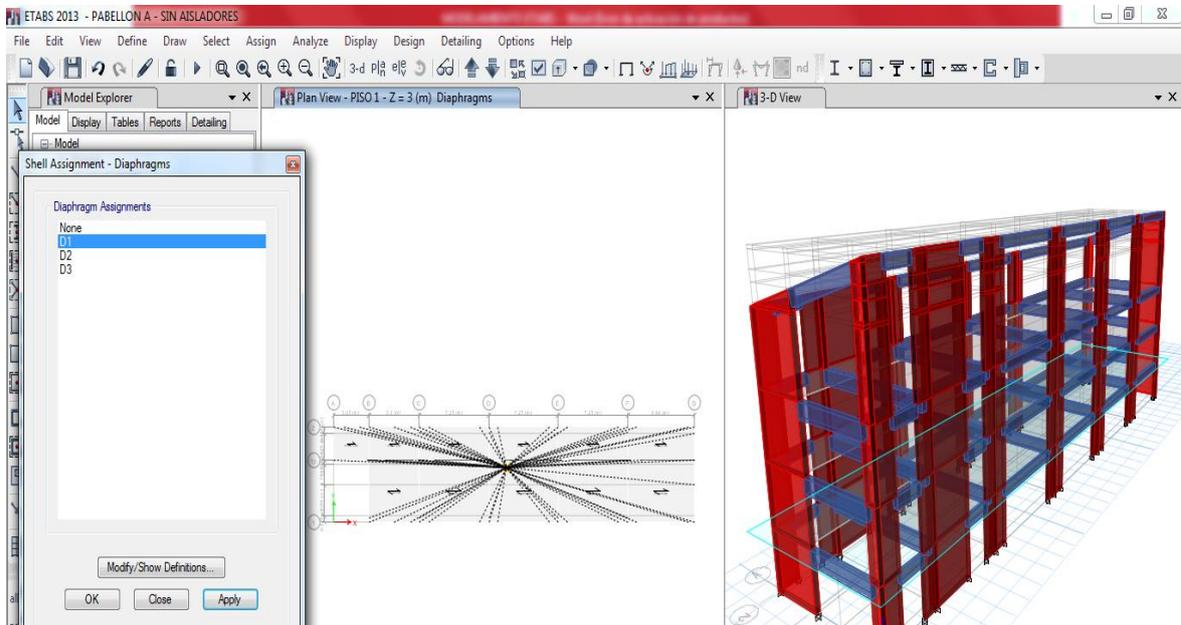 ETABS 2013 - PABELLON A - SIN AISLADORES
File Edit View Define Draw Select Assign Analyze Display Design Detailing Options Help
3-d
nd
Model Explorer
Plan View - PISO 1 - Z = 3 (m) Diaphragms
3-D View
Model Display Tables Reports Detailing
Model
Shell Assignment - Diaphragms
Diaphragm Assignments
None
D1
D2
D3
Modify/Show Definitions...
OK Close Apply
A B C D E F G
X